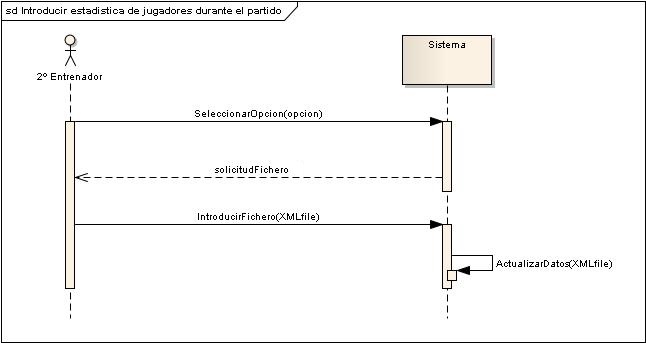 sd Introducir estadistica de jugadores durante el partido
Sistema
2º Entrenador
SeleccionarOpcion(opcion)
solicitudFichero
IntroducirFichero(XMLfile)
ActualizarDatos(XMLfile)